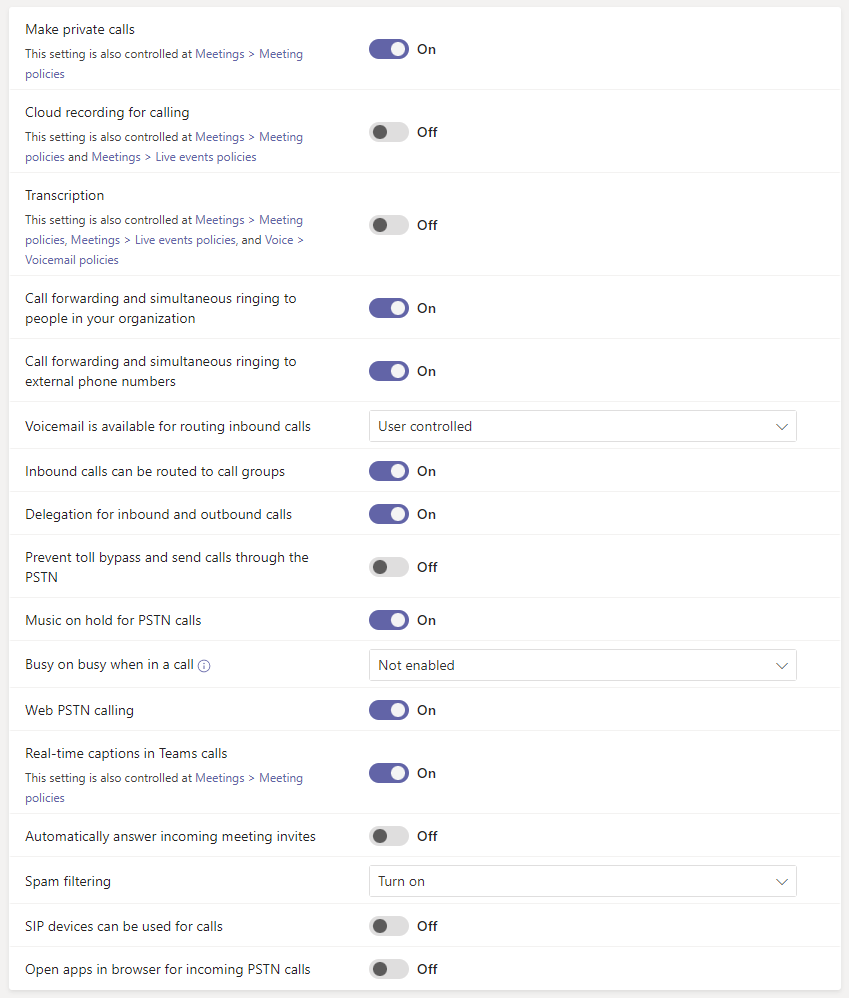 Make private calls
This setting is also controlled at Meetings > Meeting
policies
On
Cloud recording for calling
This setting is also controlled at Meetings > Meeting
policies and Meetings > Live events policies
Off
Transcription
This setting is also controlled at Meetings > Meeting
policies, Meetings > Live events policies, and Voice >
Voicemail policies
Off
Call forwarding and simultaneous ringing to
people in your organization
On
Call forwarding and simultaneous ringing to
external phone numbers
On
Voicemail is available for routing inbound calls
User controlled
Inbound calls can be routed to call groups
On
Delegation for inbound and outbound calls
On
Prevent toll bypass and send calls through the
PSTN
Off
Music on hold for PSTN calls
On
Busy on busy when in a call
Not enabled
Web PSTN calling
On
Real-time captions in Teams calls
This setting is also controlled at Meetings > Meeting
policies
On
Automatically answer incoming meeting invites
Off
Spam filtering
Turn on
SIP devices can be used for calls
Off
Open apps in browser for incoming PSTN calls
Off